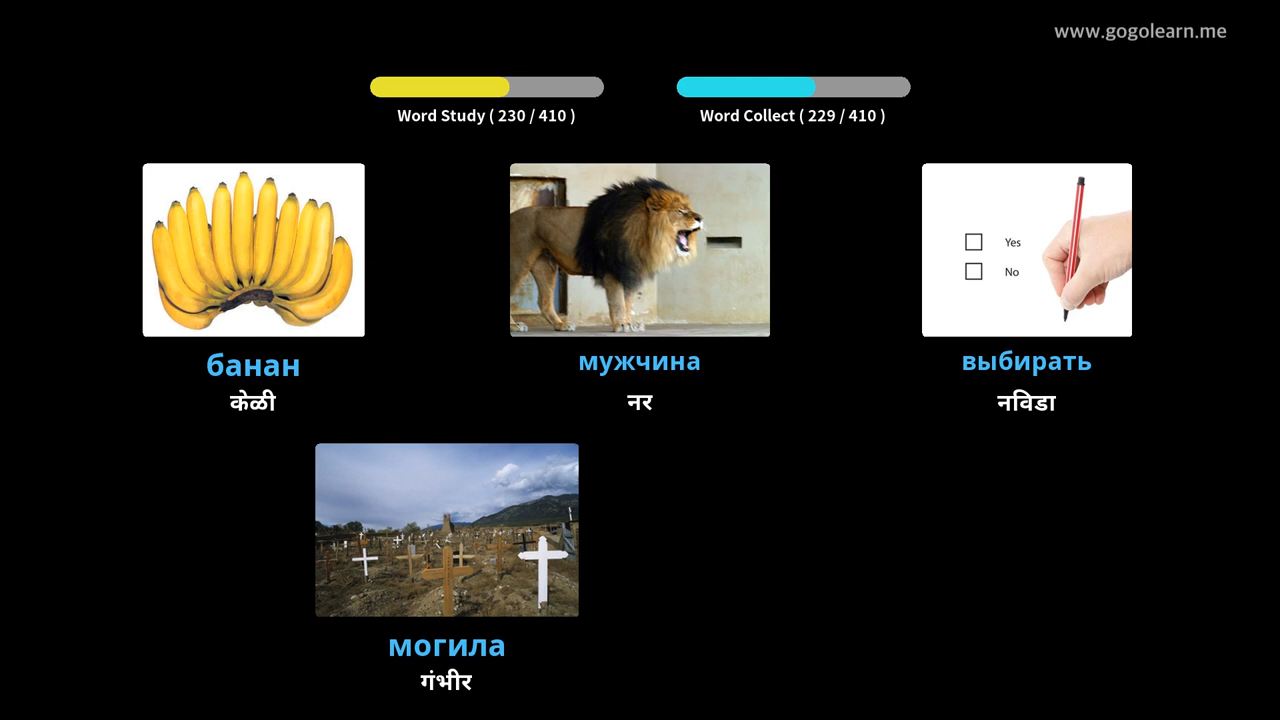 www.gogolearn.me
Word Study ( 230 / 410 )
Word Collect ( 229 / 410 )
Yes
No
банан
केळी
мужчина
नर
выбирать
नविडा
могила
गंभीर